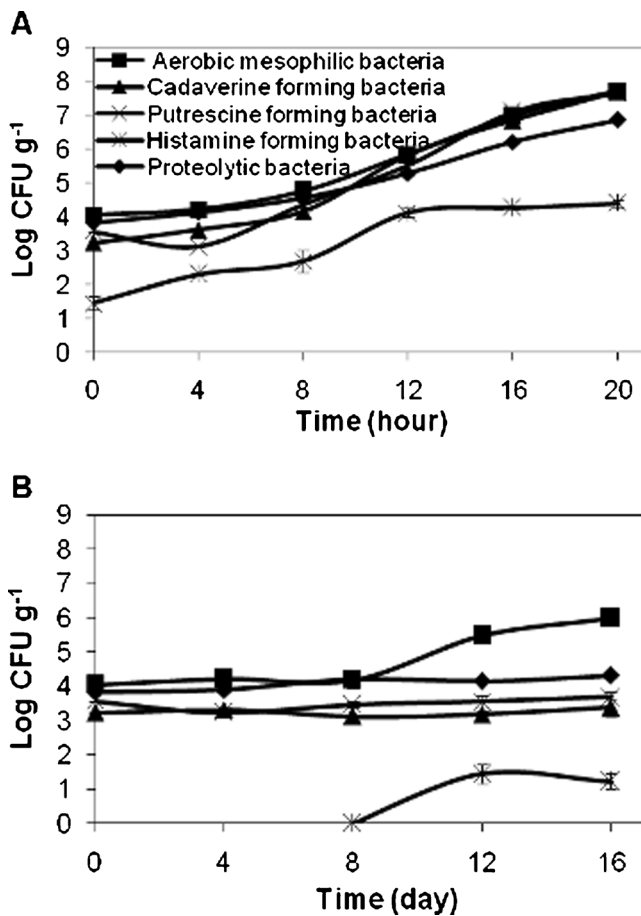 A
9
8
7
6
5
4
3
2
1
0
Log CFU g-1
Aerobic mesophilic bacteria
Cadaverine forming bacteria
Putrescine forming bacteria
Histamine forming bacteria
Proteolytic bacteria
0 4 8 12 16 20
Time (hour)
B
9
8
7
6
5
4
3
2
1
0
Log CFU g-1
0 4 8 12 16
Time (day)